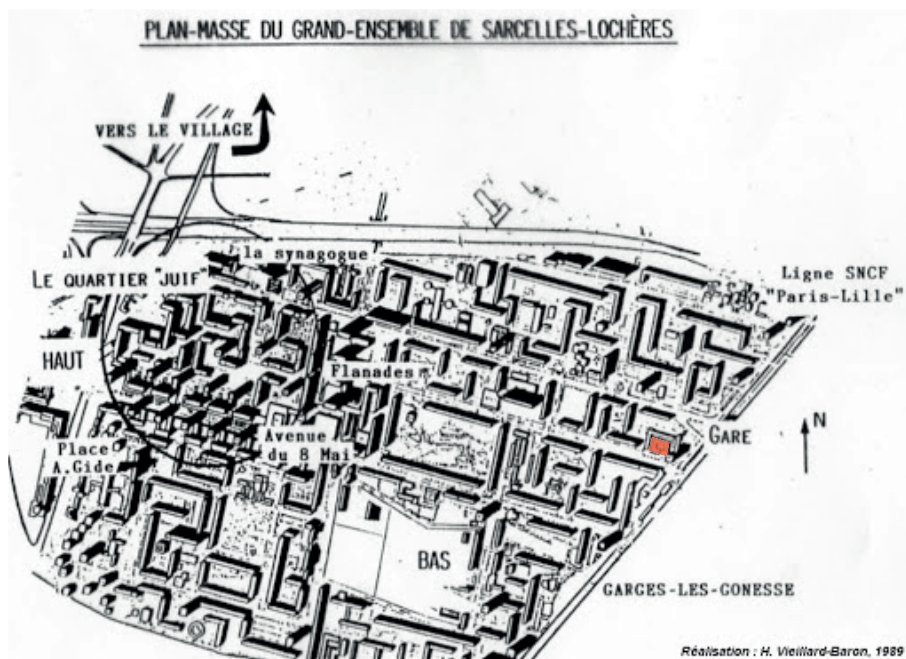 PLAN-MASSE DU GRAND-ENSEMBLE DE SARCELLES-LOCHÈRES
VERS LE VILLAGE
la synagogue
LE QUARTIER "JUIF"
Ligne SNCF
"Paris-Lille"
HAUT
Flanades
N
GARE
Avenue
du 8 Mai
Place
A.Gide
BAS
GARGES-LES-GONESSE
Réalisation : H. Vieillard-Baron, 1989